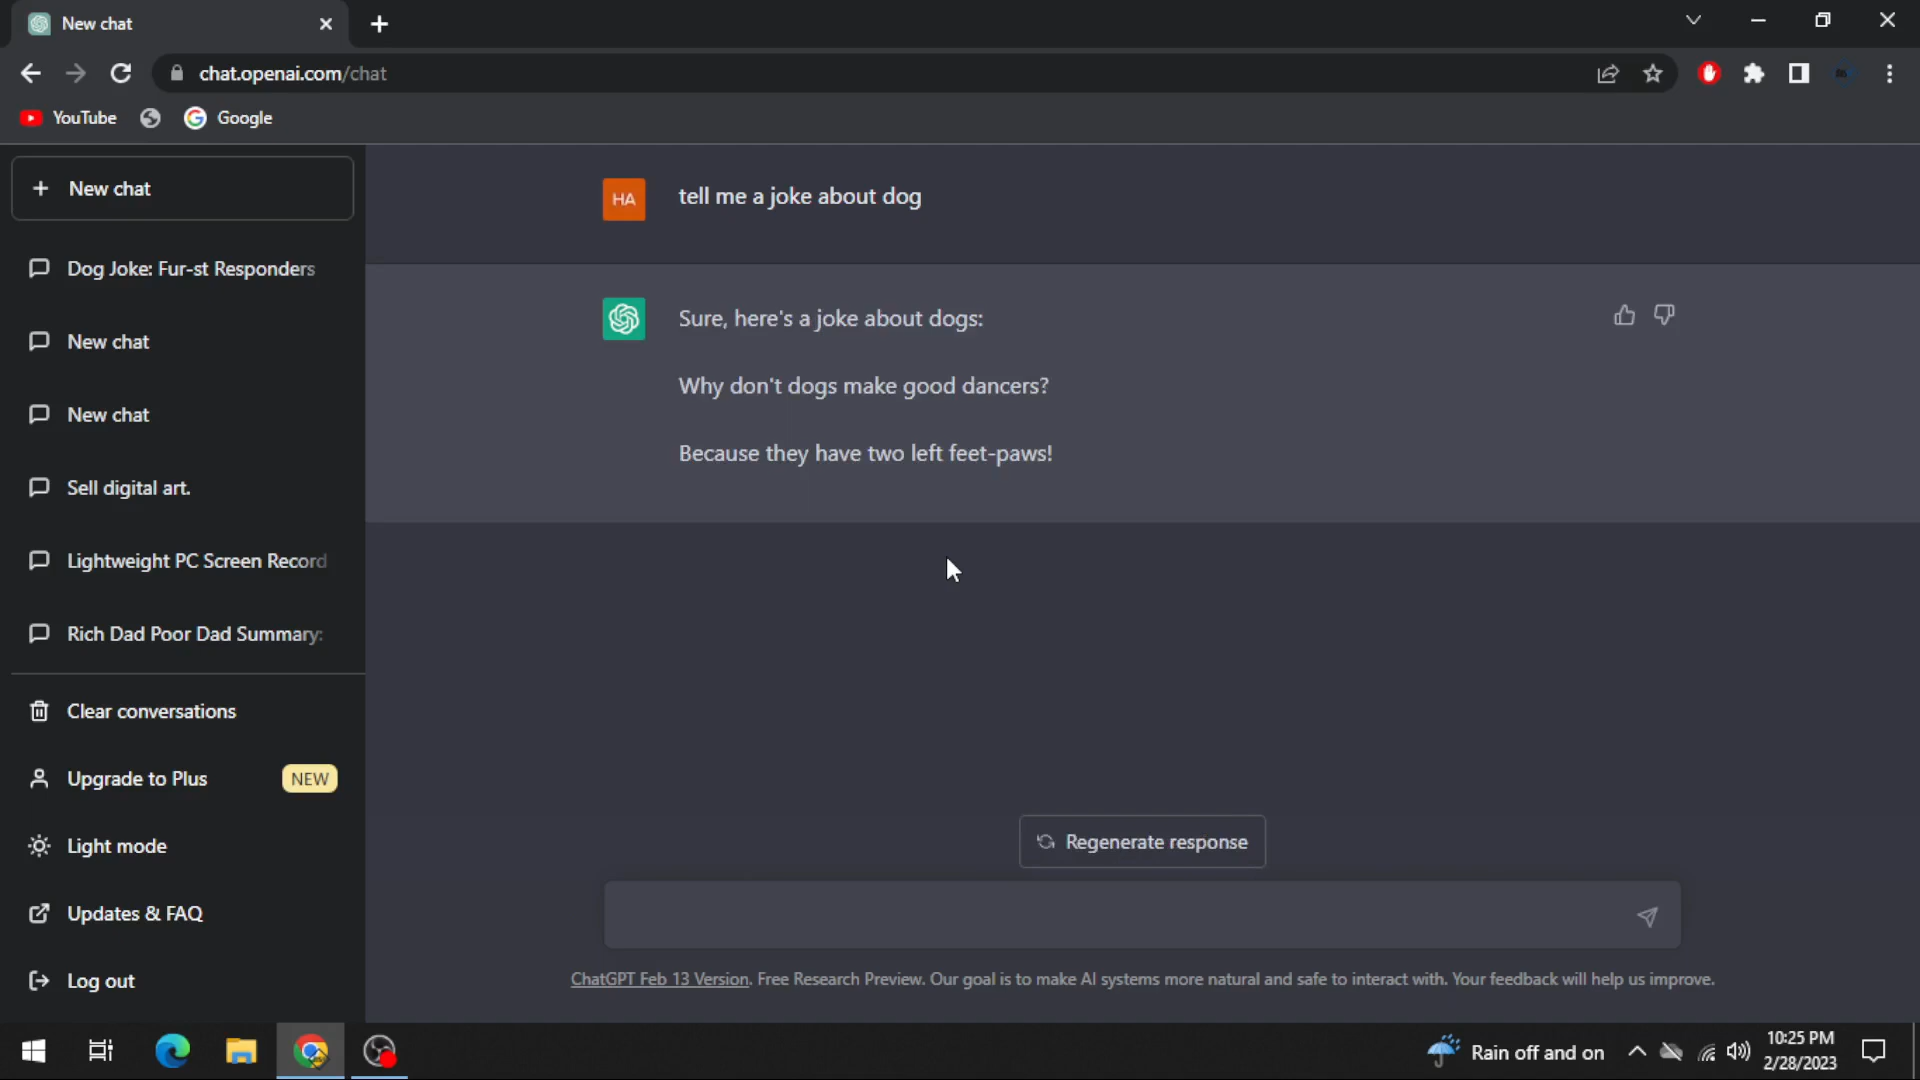 New chat
chat.openai.com/chat
YouTube
Google
New chat
Dog Joke: Fur-st Responders
New chat
New chat
Sell digital art.
Lightweight PC Screen Record
Rich Dad Poor Dad Summary:
Clear conversations
Upgrade to Plus NEW
Light mode
Updates & FAQ
Log out
HA tell me a joke about dog
Sure, here's a joke about dogs:
Why don't dogs make good dancers?
Because they have two left feet-paws!
Regenerate response
ChatGPT Feb 13 Version. Free Research Preview. Our goal is to make AI systems more natural and safe to interact with. Your feedback will help us improve.
Rain off and on
10:25 PM
2/28/2023